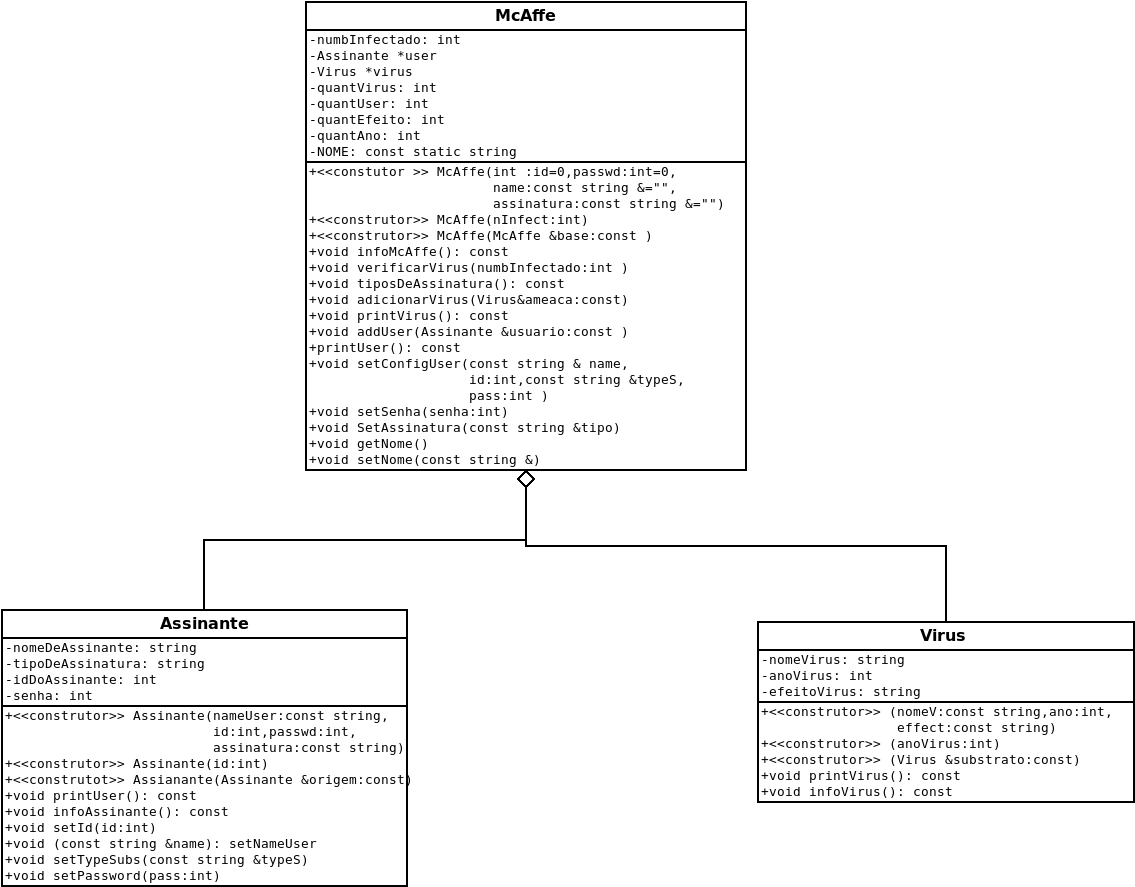 McAffe
-numbInfectado: int
-Assinante *user
-Virus *virus
-quantVirus: int
-quantUser: int
-quantEfeito: int
-quantAno: int
-NOME: const static string
+<<constutor >> McAffe(int :id=0,passwd:int=0,
name:const string &="",
assinatura:const string &="")
+<<construtor>> McAffe(nInfect:int)
+<<construtor>> McAffe(McAffe &base:const )
+void infoMcAffe(): const
+void verificarVirus(numbInfectado:int )
+void tiposDeAssinatura(): const
+void adicionarVirus(Virus&ameaca:const)
+void printVirus(): const
+void addUser(Assinante &usuario:const )
+printUser(): const
+void setConfigUser(const string & name,
id:int,const string &typeS,
pass:int )
+void setSenha(senha:int)
+void SetAssinatura(const string &tipo)
+void getNome()
+void setNome(const string &)
Assinante
-nomeDeAssinante: string
-tipoDeAssinatura: string
-idDoAssinante: int
-senha: int
+<<construtor>> Assinante(nameUser:const string,
id:int,passwd:int,
assinatura:const string)
+<<construtor>> Assinante(id:int)
+<<construtot>> Assianante(Assinante &origem:const)
+void printUser(): const
+void infoAssinante(): const
+void setId(id:int)
+void (const string &name): setNameUser
+void setTypeSubs(const string &typeS)
+void setPassword(pass:int)
Virus
-nomeVirus: string
-anoVirus: int
-efeitoVirus: string
+<<construtor>> (nomeV:const string,ano:int,
effect:const string)
+<<construtor>> (anoVirus:int)
+<<construtor>> (Virus &substrato:const)
+void printVirus(): const
+void infoVirus(): const